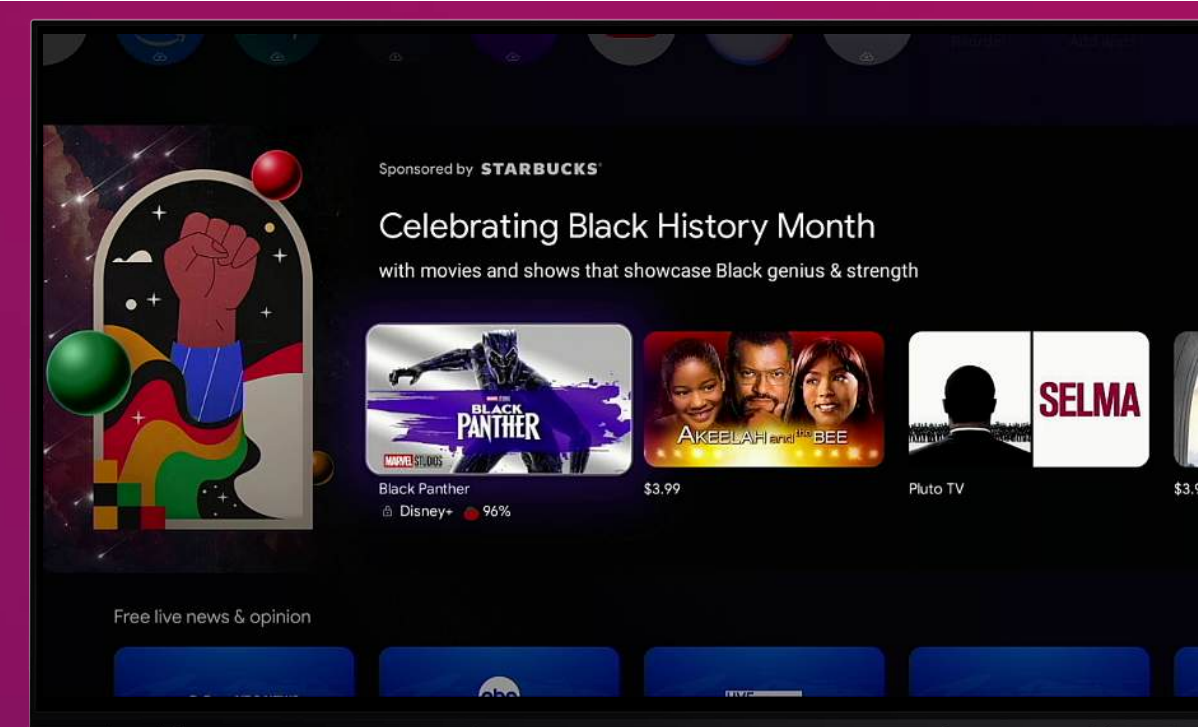 Sponsored by STARBUCKS
Celebrating Black History Month
with movies and shows that showcase Black genius & strength
MARVEL STUDIOS
BLACK
PANTHER
MARVEL STUDIOS
AKEELAH and the BEE
SELMA
Black Panther
Disney+ 96%
$3.99
Pluto TV
Free live news & opinion
abc